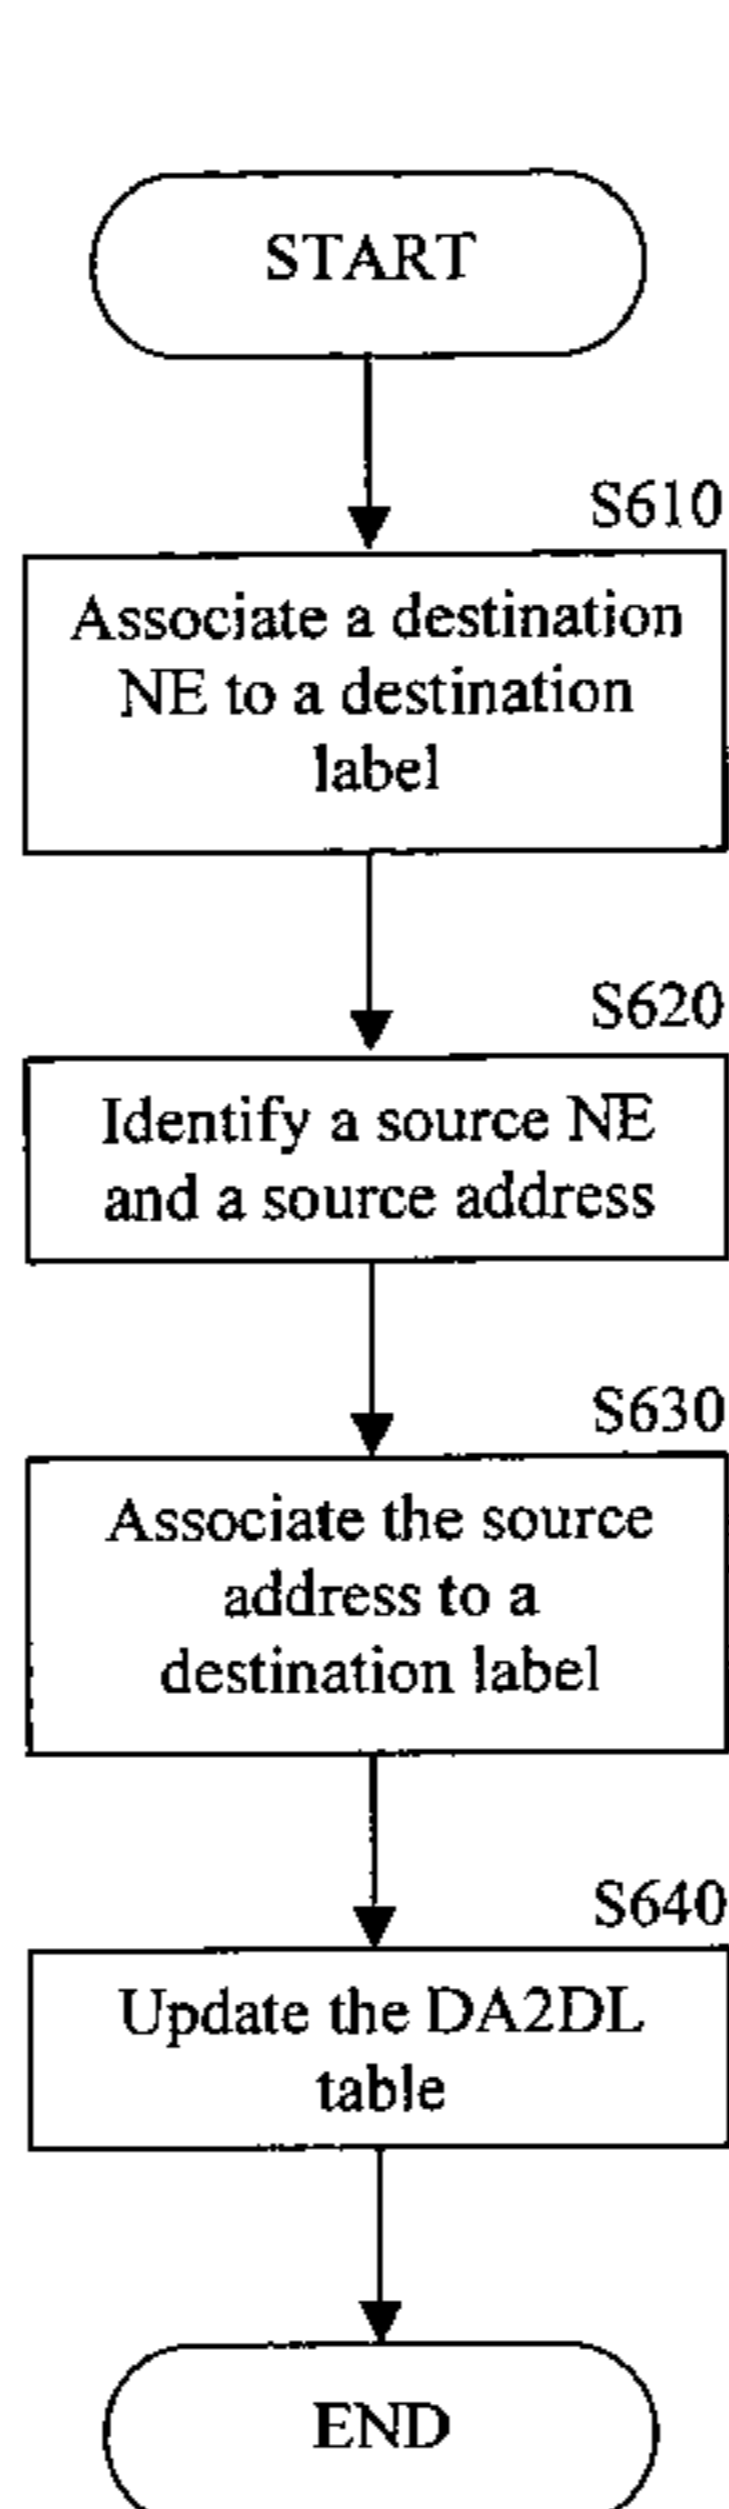 START
S610
Associate a destination
NE to a destination
label
S620
Identify a source NE
and a source address
S630
Associate the source
address to a
destination label
S640
Update the DA2DL
table
END